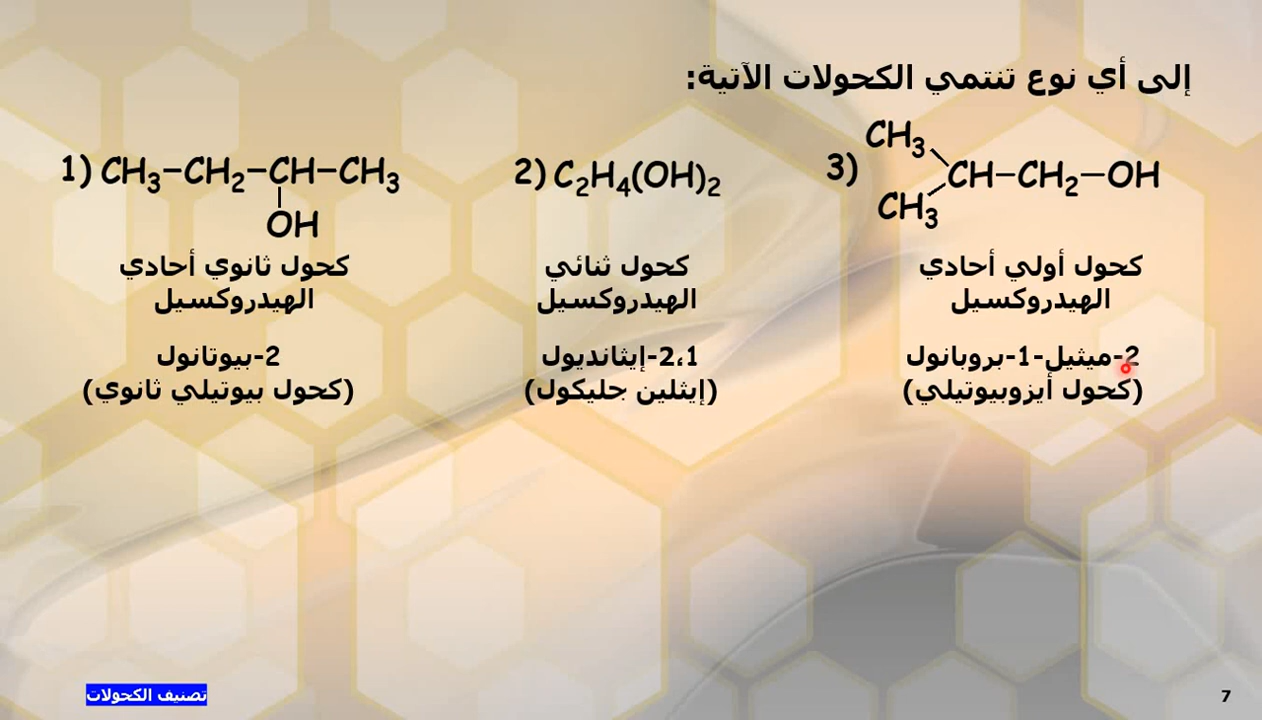 إلى أي نوع تنتمي الكحولات الآتية:
1) CH₃–CH₂–CH–CH₃
OH
كحول ثانوي أحادي
الهيدروكسيل
2-بيوتانول
(كحول بيوتيلي ثانوي)
2) C₂H₄(OH)₂
كحول ثنائي
الهيدروكسيل
2،1-إيثانديول
(إيثلين جليكول)
3)
CH₃
CH–CH₂–OH
CH₃
كحول أولي أحادي
الهيدروكسيل
2-ميثيل-1-بروبانول
(كحول أيزوبيوتيلي)
تصنيف الكحولات
7